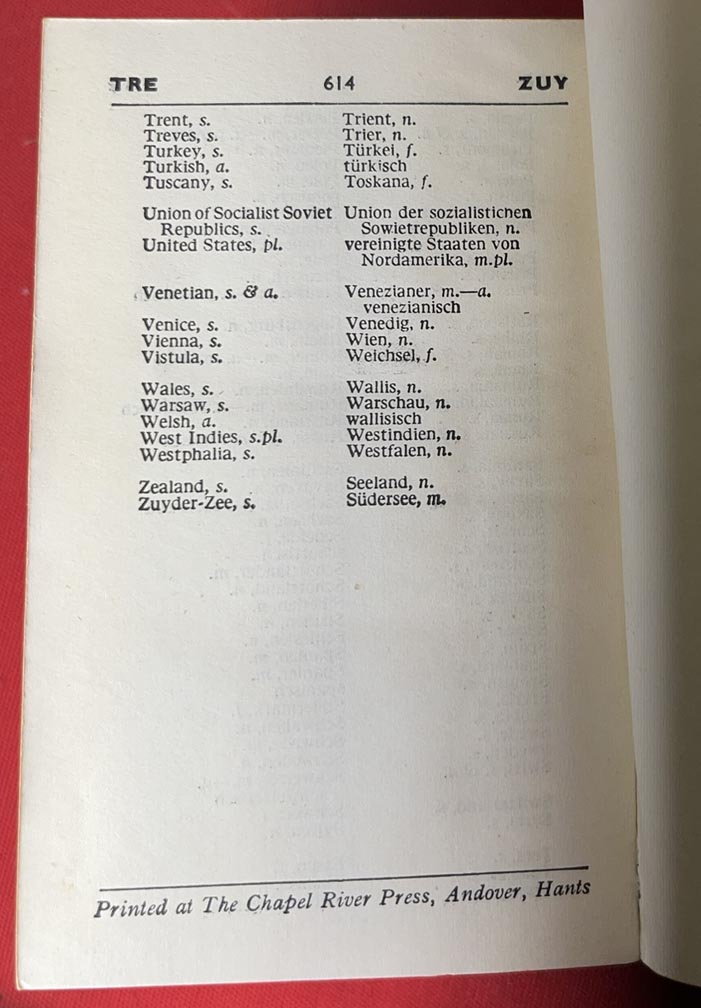 TRE 614 ZUY
Trent, s. Trient, n.
Treves, s. Trier, n.
Turkey, s. Türkei, f.
Turkish, a. türkisch
Tuscany, s. Toskana, f.
Union of Socialist Soviet Union der sozialistichen
Republics, s. Sowietrepubliken, n.
United States, pl. vereinigte Staaten von
Nordamerika, m.pl.
Venetian, s. & a. Venezianer, m.—a.
venezianisch
Venice, s. Venedig, n.
Vienna, s. Wien, n.
Vistula, s. Weichsel, f.
Wales, s. Wallis, n.
Warsaw, s. Warschau, n.
Welsh, a. wallisisch
West Indies, s.pl. Westindien, n.
Westphalia, s. Westfalen, n.
Zealand, s. Seeland, n.
Zuyder-Zee, s. Südersee, m.
Printed at The Chapel River Press, Andover, Hants